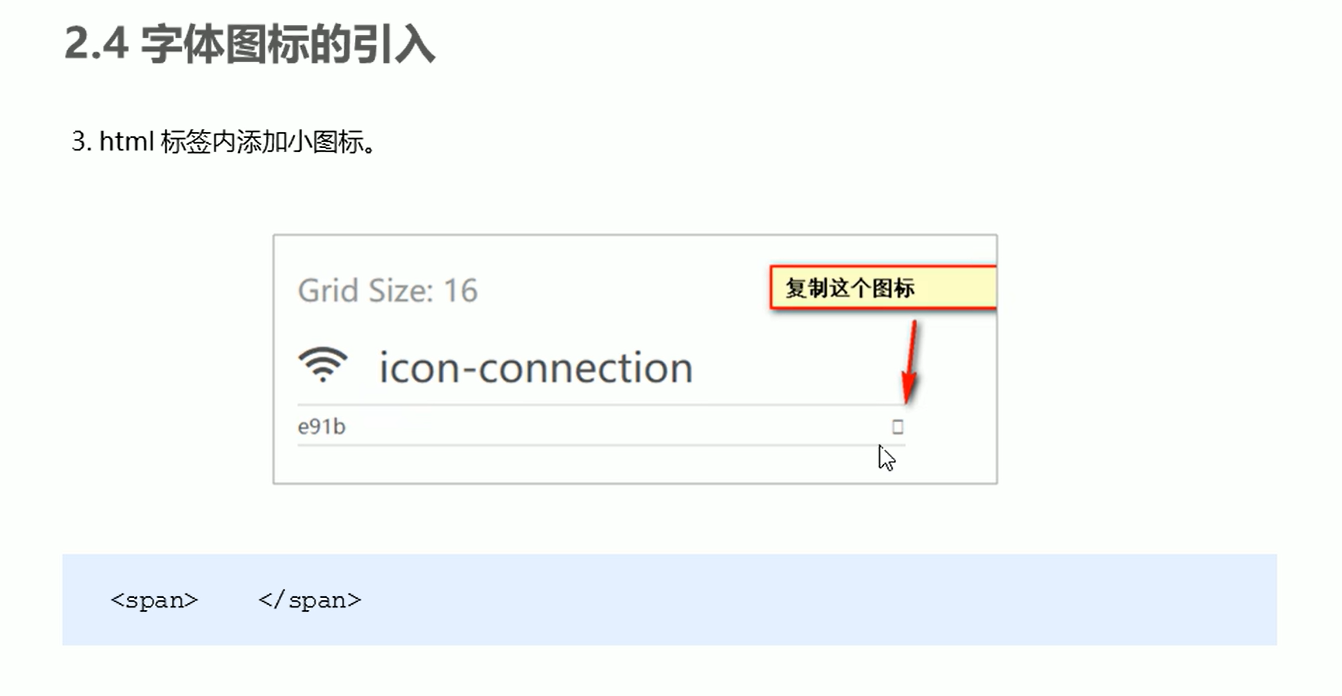 2.4 字体图标的引入
3. html 标签内添加小图标。
Grid Size: 16
复制这个图标
icon-connection
e91b
<span>    </span>